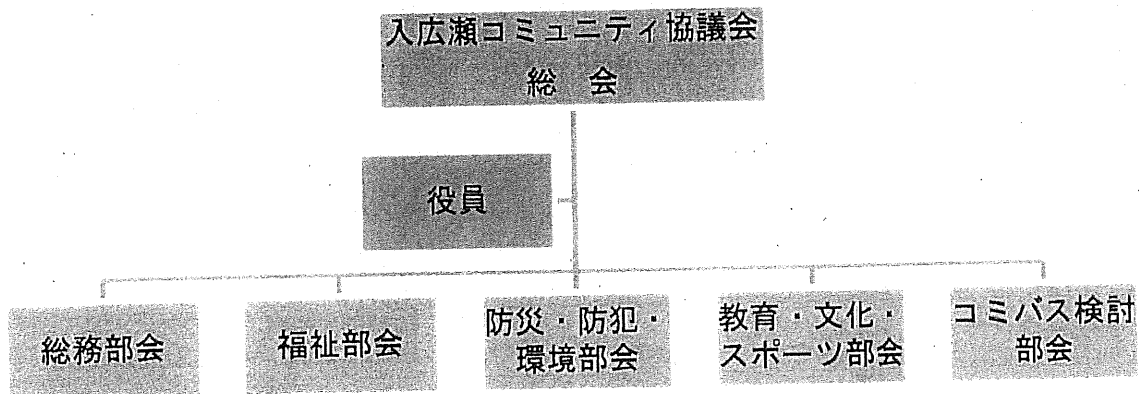 入広瀬コミュニティ協議会
総 会
役員
総務部会
福祉部会
防災・防犯・
環境部会
教育・文化・
スポーツ部会
コミバス検討
部会